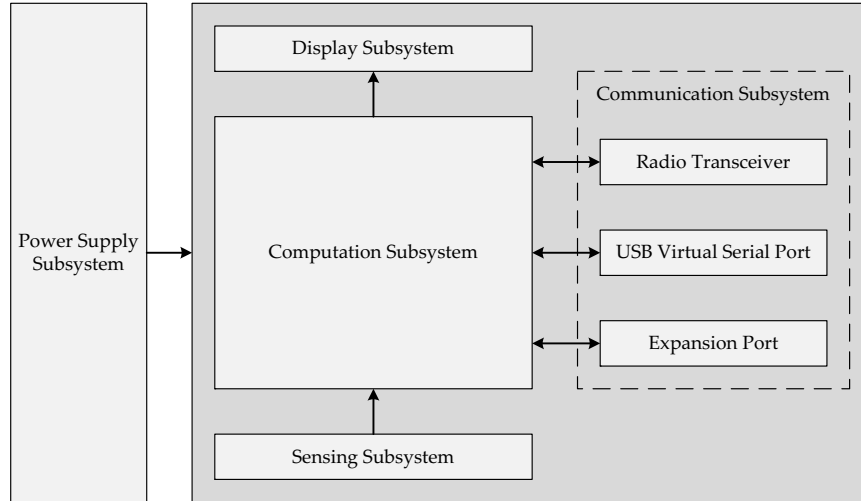 Display Subsystem
Communication Subsystem
Radio Transceiver
Power Supply
Subsystem
Computation Subsystem
USB Virtual Serial Port
Expansion Port
Sensing Subsystem